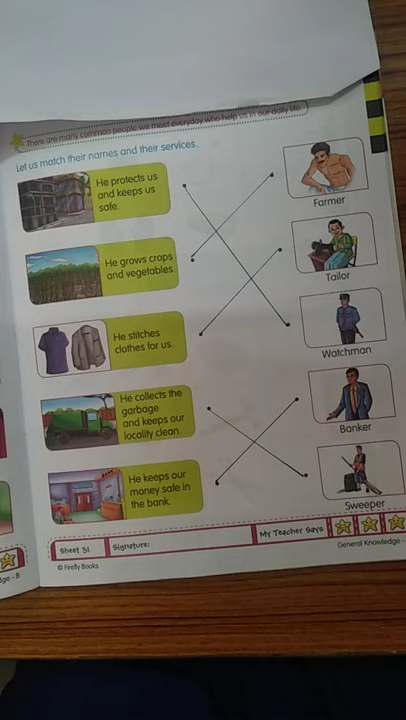 There are many common people we meet everyday who help us in our daily life
Let us match their names and their services.
He protects us
and keeps us
safe.
Farmer
He grows crops
and vegetables
Tailor
He stitches
clothes for us.
Watchman
He collects the
garbage
and keeps our
locality clean.
Banker
He keeps our
money safe in
the bank.
Sweeper
Sheet 31
Signature:
My Teacher Says
© Firefly Books
General Knowledge -
dge - B